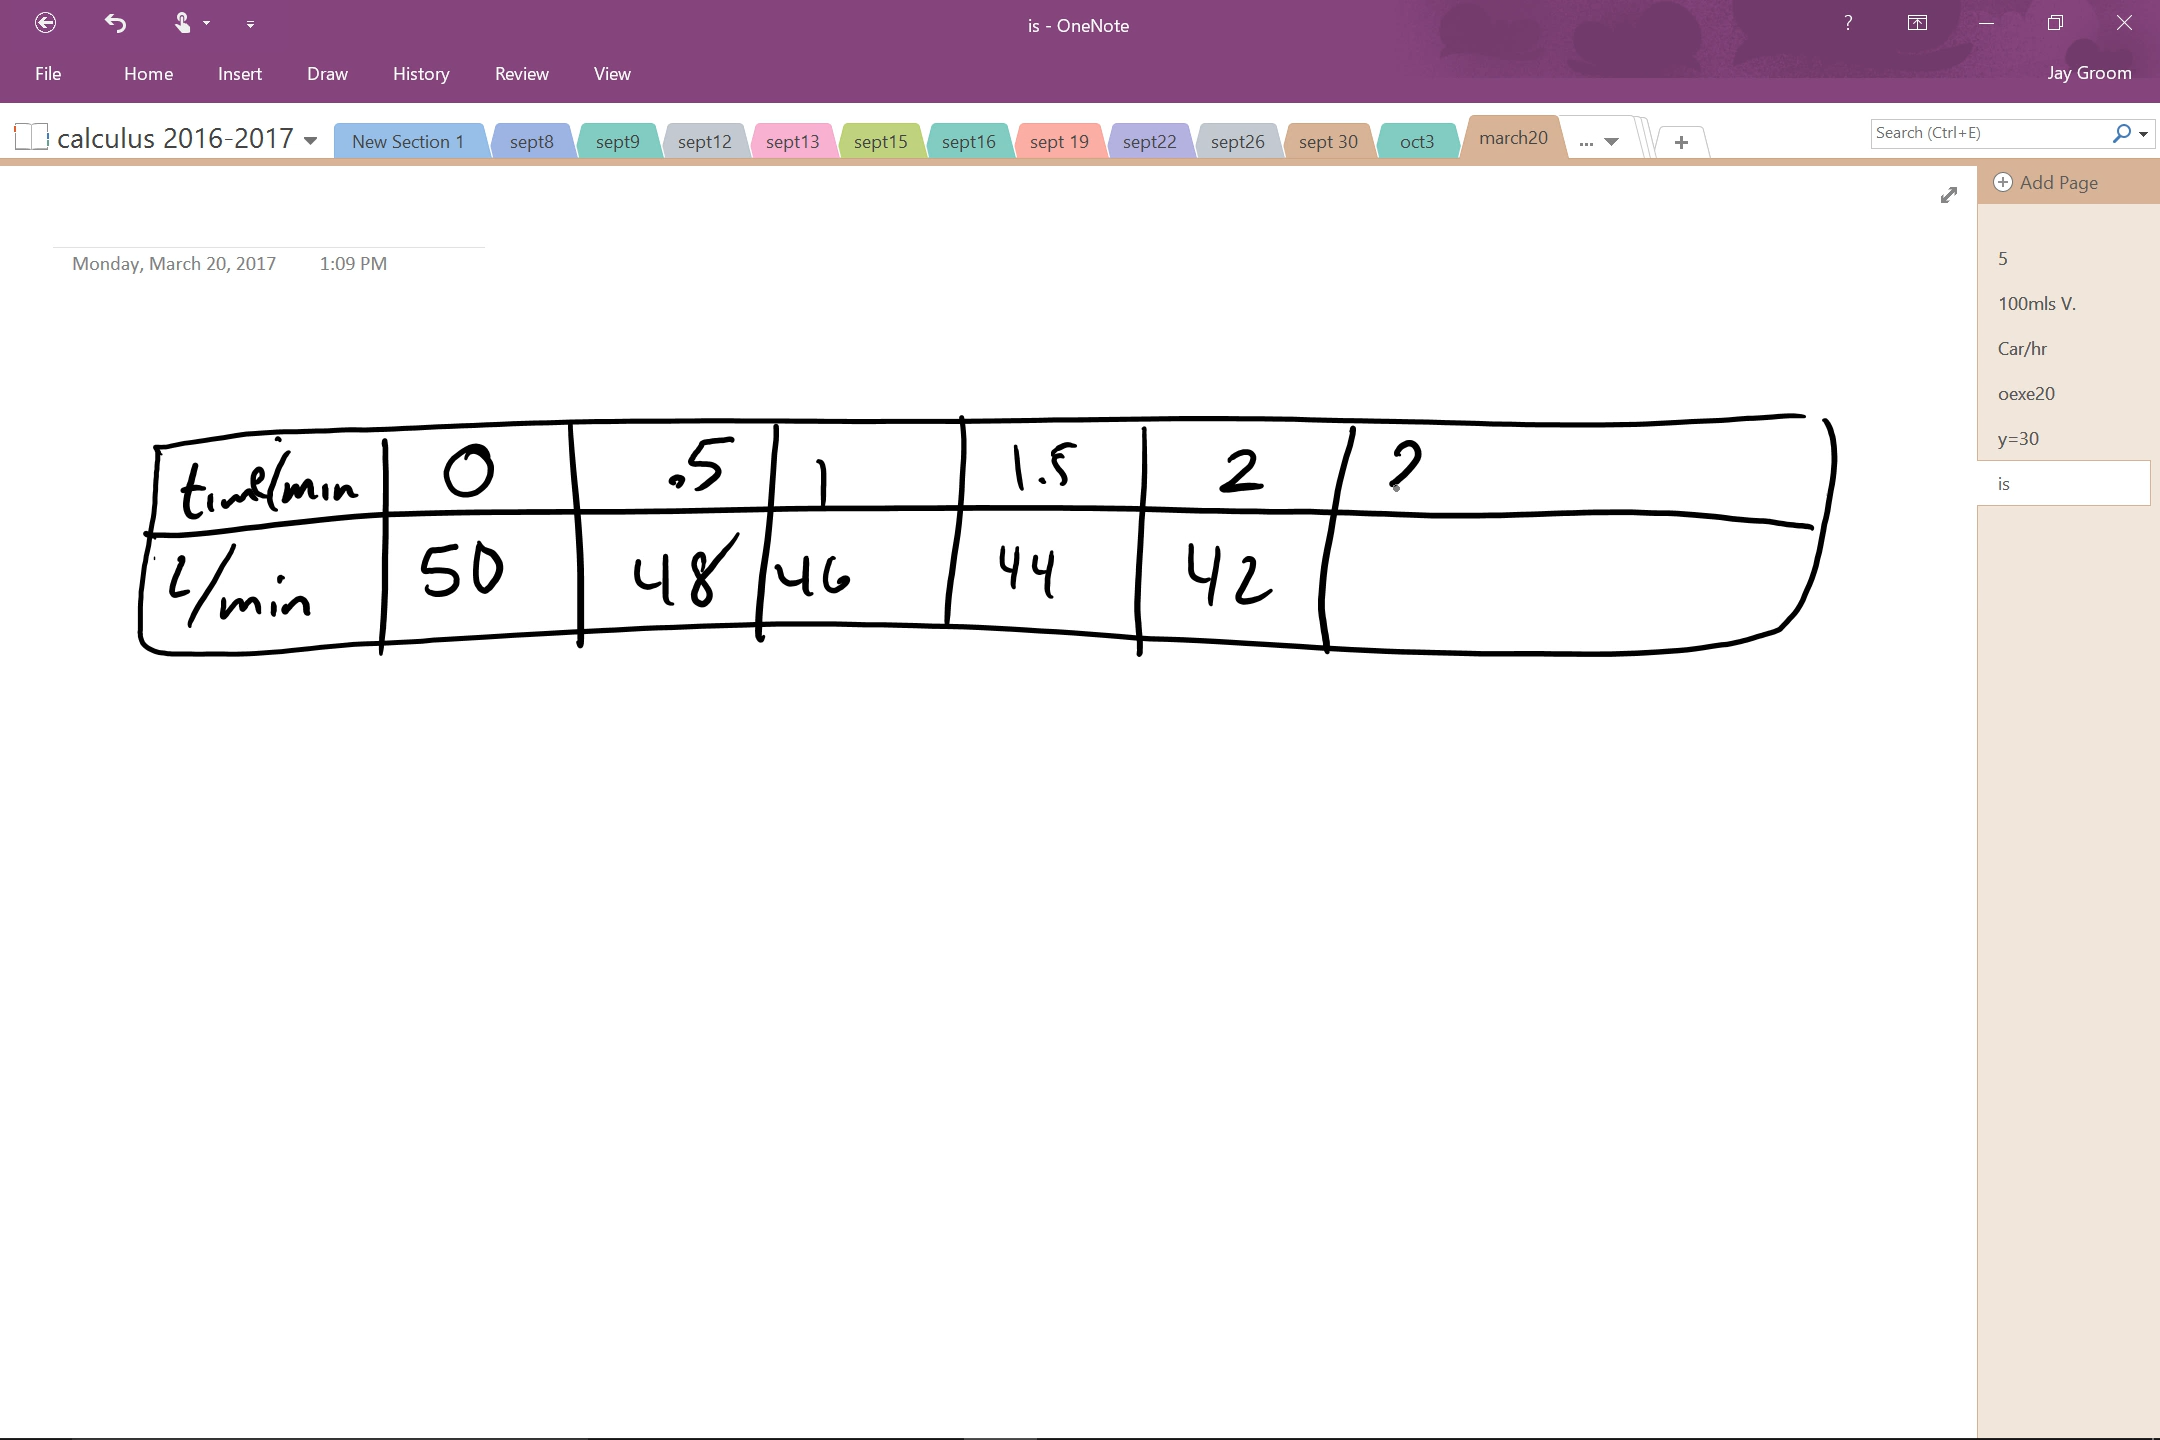 is - OneNote
?
File Home Insert Draw History Review View
Jay Groom
calculus 2016-2017
New Section 1 sept8 sept9 sept12 sept13 sept15 sept16 sept 19 sept22 sept26 sept 30 oct3 march20 ...
Search (Ctrl+E)
Add Page
Monday, March 20, 2017 1:09 PM
5
100mls V.
Car/hr
oexe20
y=30
is
time/min 0 .5 1 1.5 2 ?
L/min 50 48 46 44 42